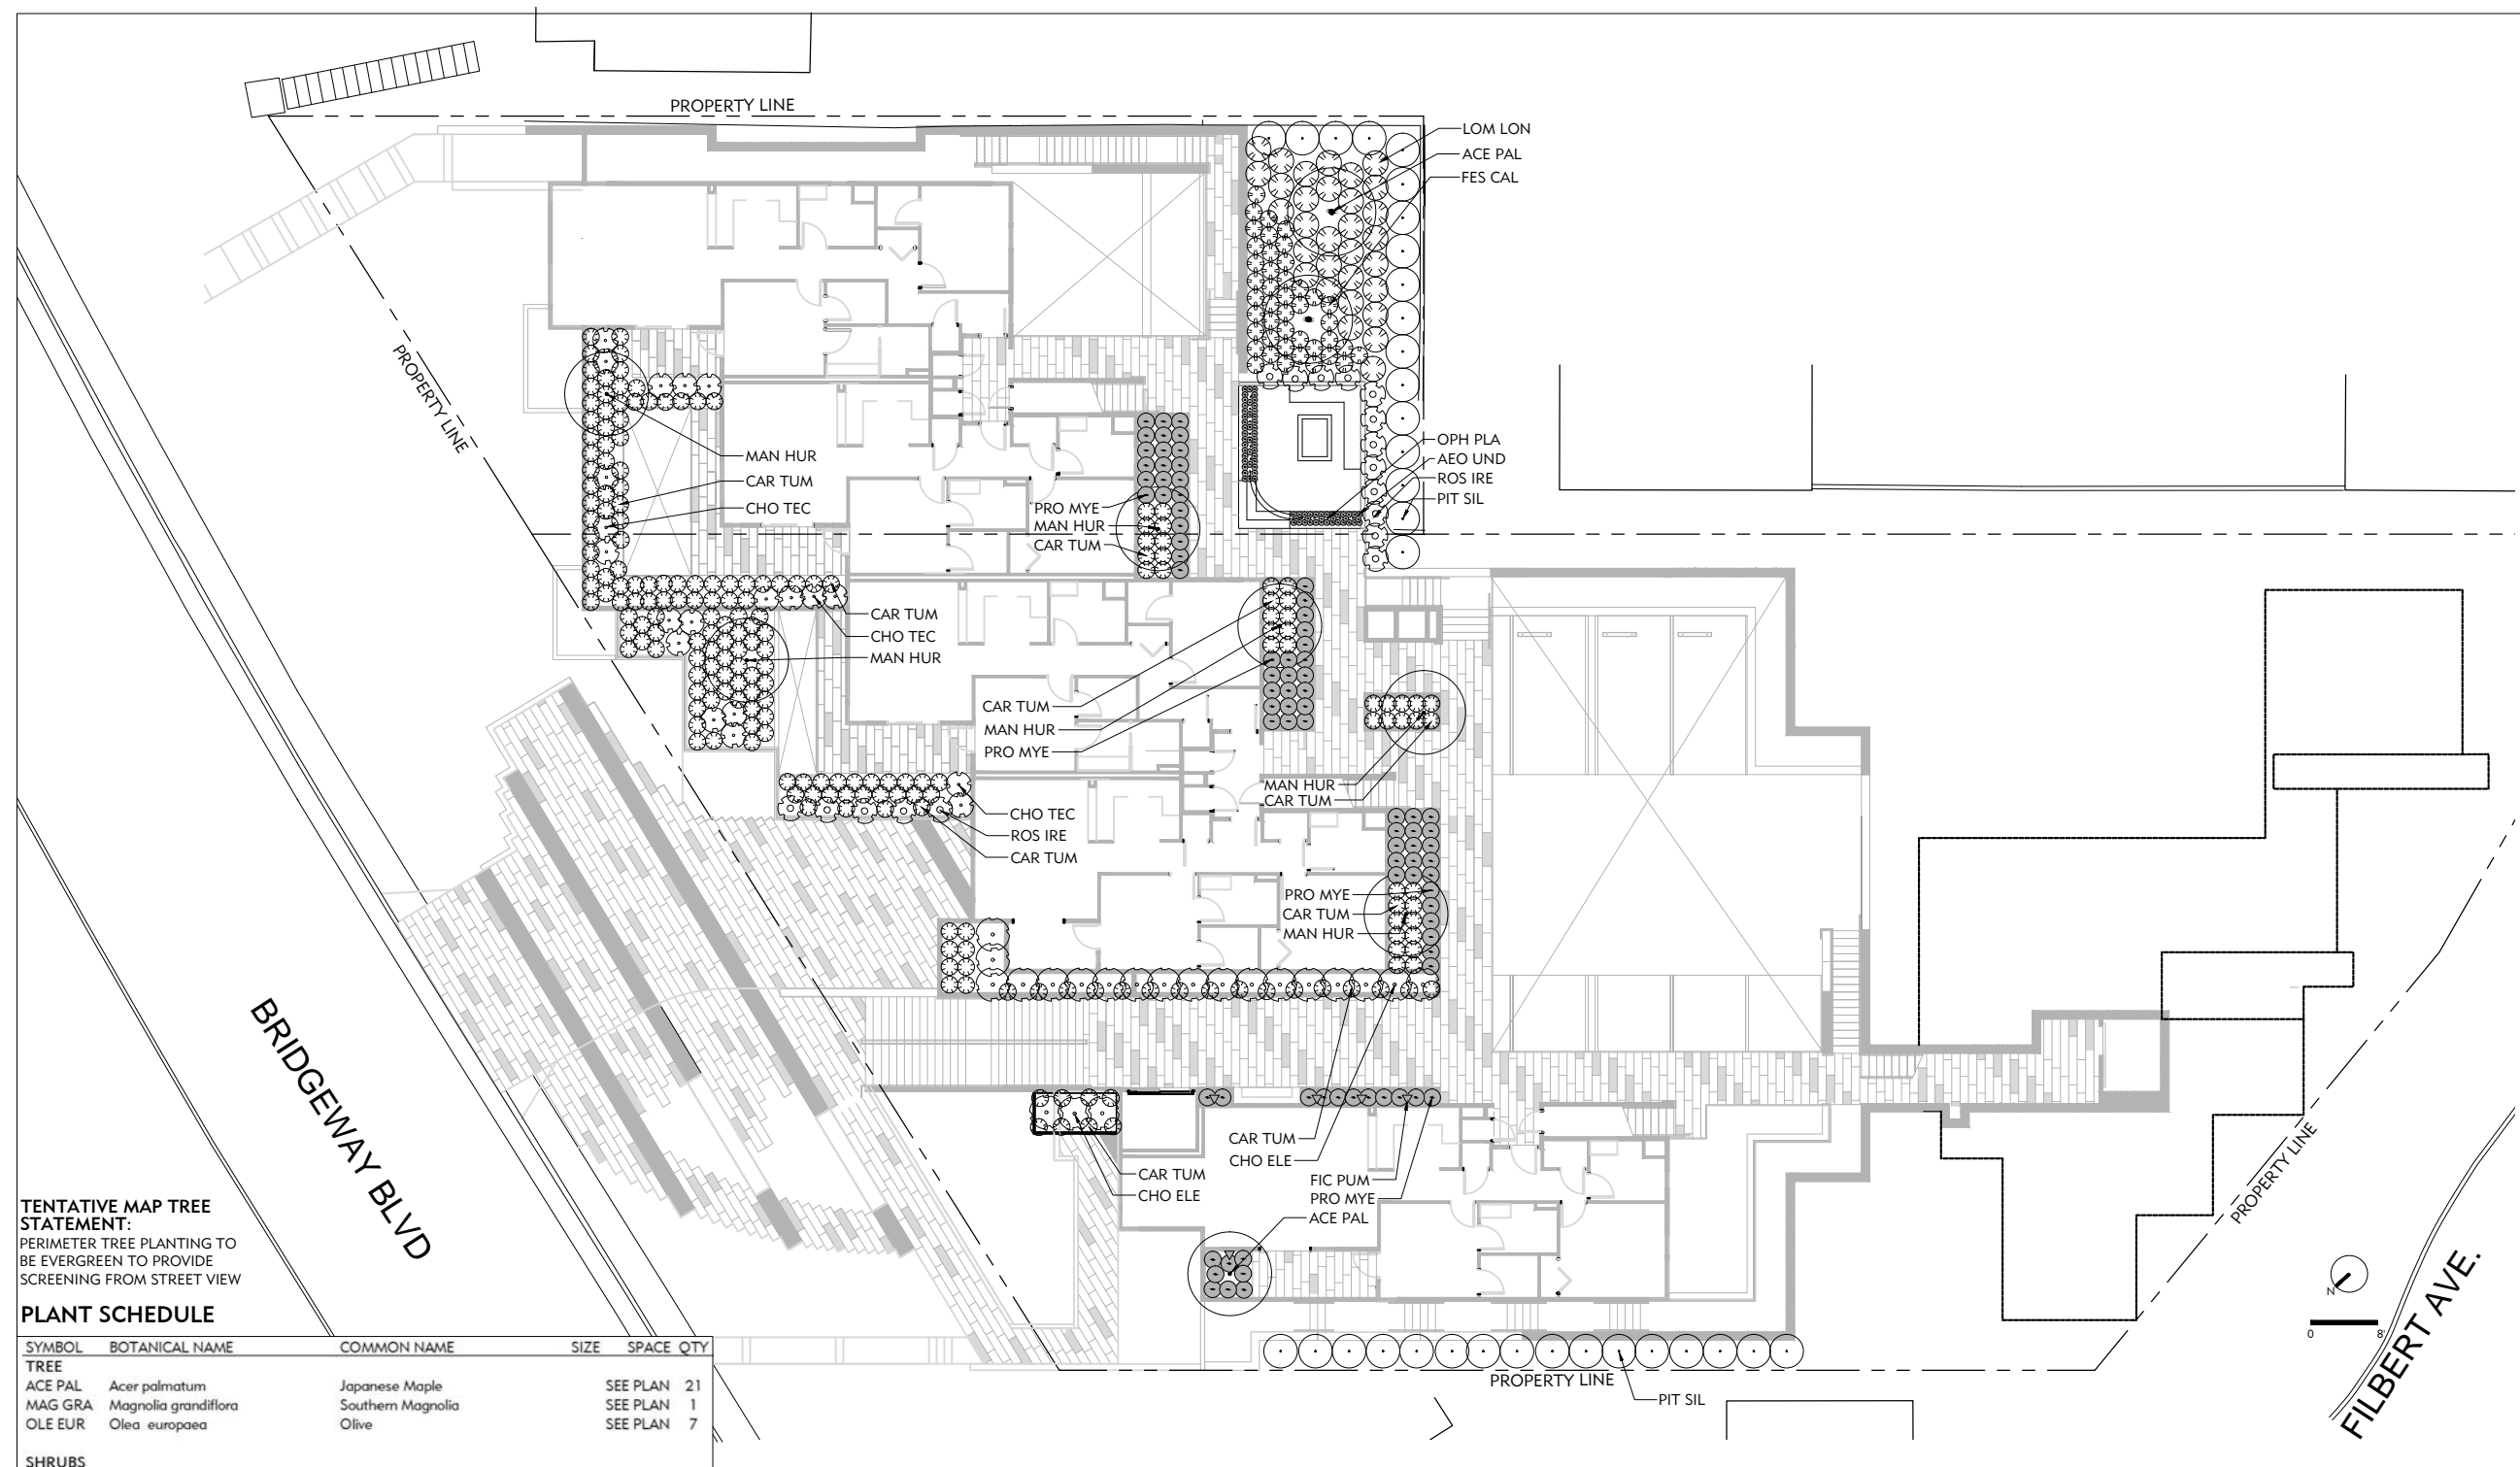 PROPERTY LINE
LOM LON
ACE PAL
FES CAL
PROPERTY LINE
OPH PLA
AEO UND
ROS IRE
PIT SIL
MAN HUR
CAR TUM
CHO TEC
PRO MYE
MAN HUR
CAR TUM
CAR TUM
CHO TEC
MAN HUR
CAR TUM
MAN HUR
PRO MYE
MAN HUR
CAR TUM
CHO TEC
ROS IRE
CAR TUM
PRO MYE
CAR TUM
MAN HUR
BRIDGEWAY BLVD
CAR TUM
CHO ELE
CAR TUM
CHO ELE
FIC PUM
PRO MYE
ACE PAL
PROPERTY LINE
FILBERT AVE.
N
0 8'
PROPERTY LINE
PIT SIL
TENTATIVE MAP TREE
STATEMENT:
PERIMETER TREE PLANTING TO
BE EVERGREEN TO PROVIDE
SCREENING FROM STREET VIEW
PLANT SCHEDULE
SYMBOL BOTANICAL NAME COMMON NAME SIZE SPACE QTY
TREE
ACE PAL Acer palmatum Japanese Maple SEE PLAN 21
MAG GRA Magnolia grandiflora Southern Magnolia SEE PLAN 1
OLE EUR Olea europaea Olive SEE PLAN 7
SHRUBS